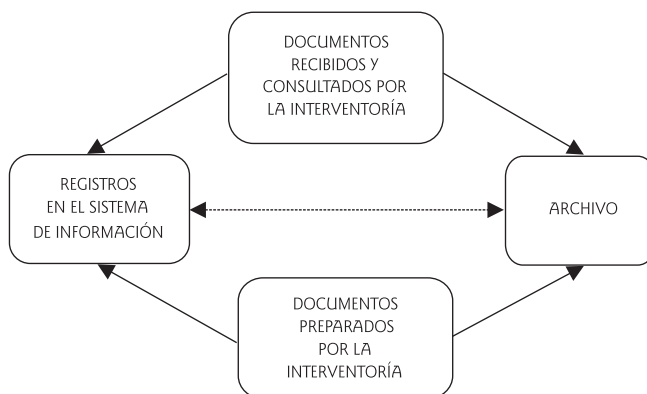 DOCUMENTOS
RECIBIDOS Y
CONSULTADOS POR
LA INTERVENTORÍA
REGISTROS
EN EL SISTEMA
DE INFORMACIÓN
ARCHIVO
DOCUMENTOS
PREPARADOS
POR LA
INTERVENTORÍA